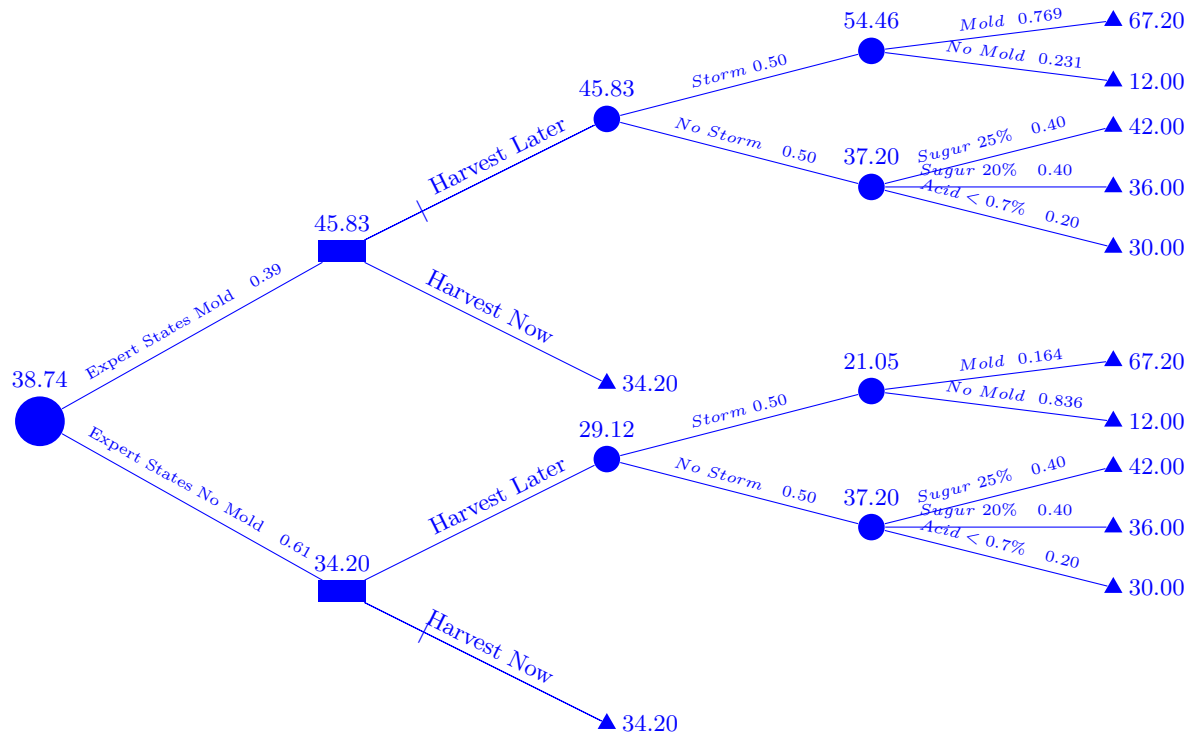 54.46
Mold 0.769
67.20
No Mold 0.231
12.00
Storm 0.50
45.83
No Storm 0.50
37.20
Sugur 25% 0.40
42.00
Sugur 20% 0.40
36.00
Acid < 0.7% 0.20
30.00
Harvest Later
45.83
Expert States Mold 0.39
Harvest Now
34.20
38.74
21.05
Mold 0.164
67.20
No Mold 0.836
12.00
Storm 0.50
29.12
No Storm 0.50
37.20
Sugur 25% 0.40
42.00
Sugur 20% 0.40
36.00
Acid < 0.7% 0.20
30.00
Harvest Later
Expert States No Mold 0.61
34.20
Harvest Now
34.20